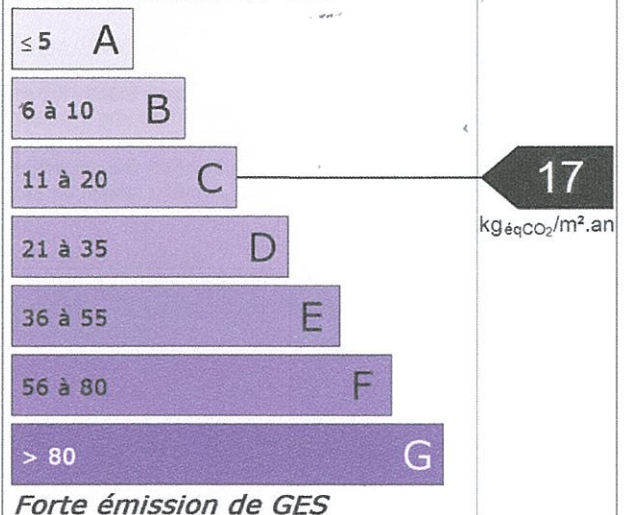 ≤ 5 A
6 à 10 B
11 à 20 C
17
kgéqCO₂/m².an
21 à 35 D
36 à 55 E
56 à 80 F
> 80 G
Forte émission de GES